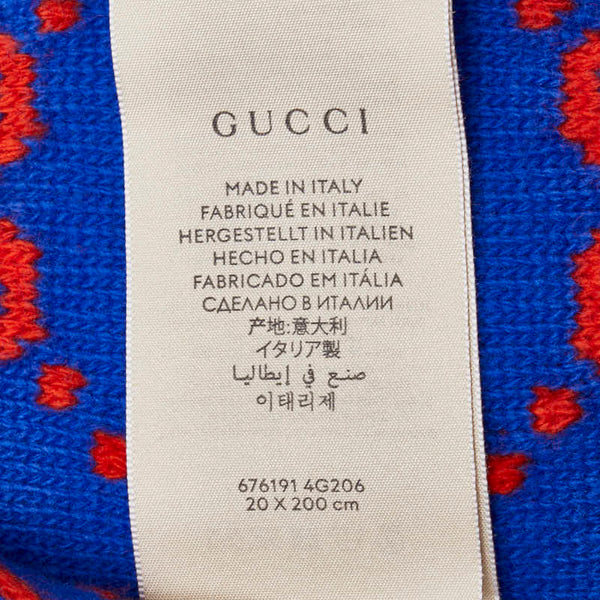 GUCCI
MADE IN ITALY
FABRIQUÉ EN ITALIE
HERGESTELLT IN ITALIEN
HECHO EN ITALIA
FABRICADO EM ITÁLIA
СДЕЛАНО В ИТАЛИИ
产地:意大利
イタリア製
صنع في إيطاليا
이태리제
676191 4G206
20 X 200 cm